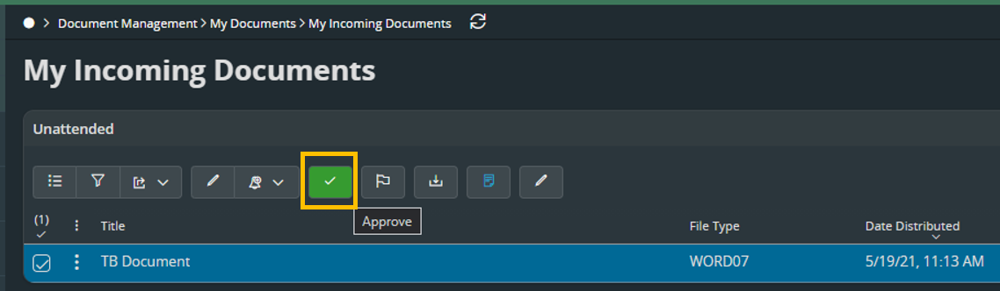 Document Management > My Documents > My Incoming Documents
My Incoming Documents
Unattended
Approve
(1)
Title File Type Date Distributed
TB Document WORD07 5/19/21, 11:13 AM